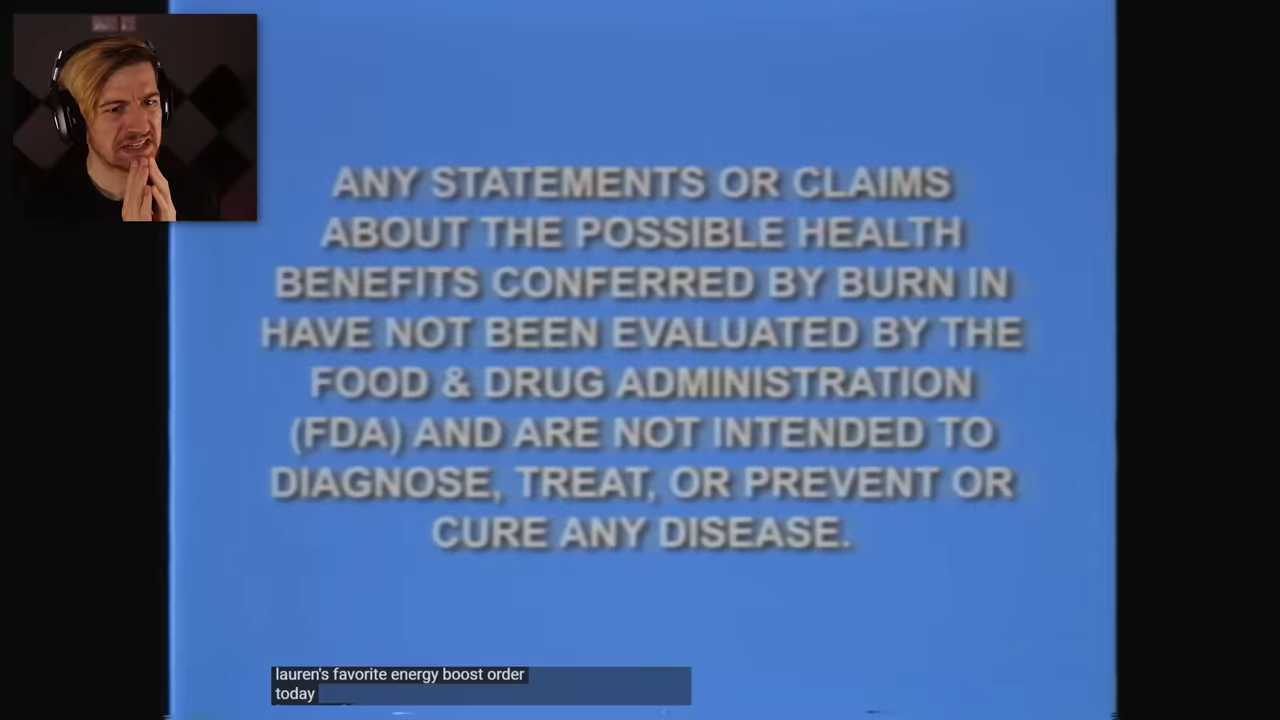 ANY STATEMENTS OR CLAIMS
ABOUT THE POSSIBLE HEALTH
BENEFITS CONFERRED BY BURN IN
HAVE NOT BEEN EVALUATED BY THE
FOOD & DRUG ADMINISTRATION
(FDA) AND ARE NOT INTENDED TO
DIAGNOSE, TREAT, OR PREVENT OR
CURE ANY DISEASE.
lauren's favorite energy boost order
today